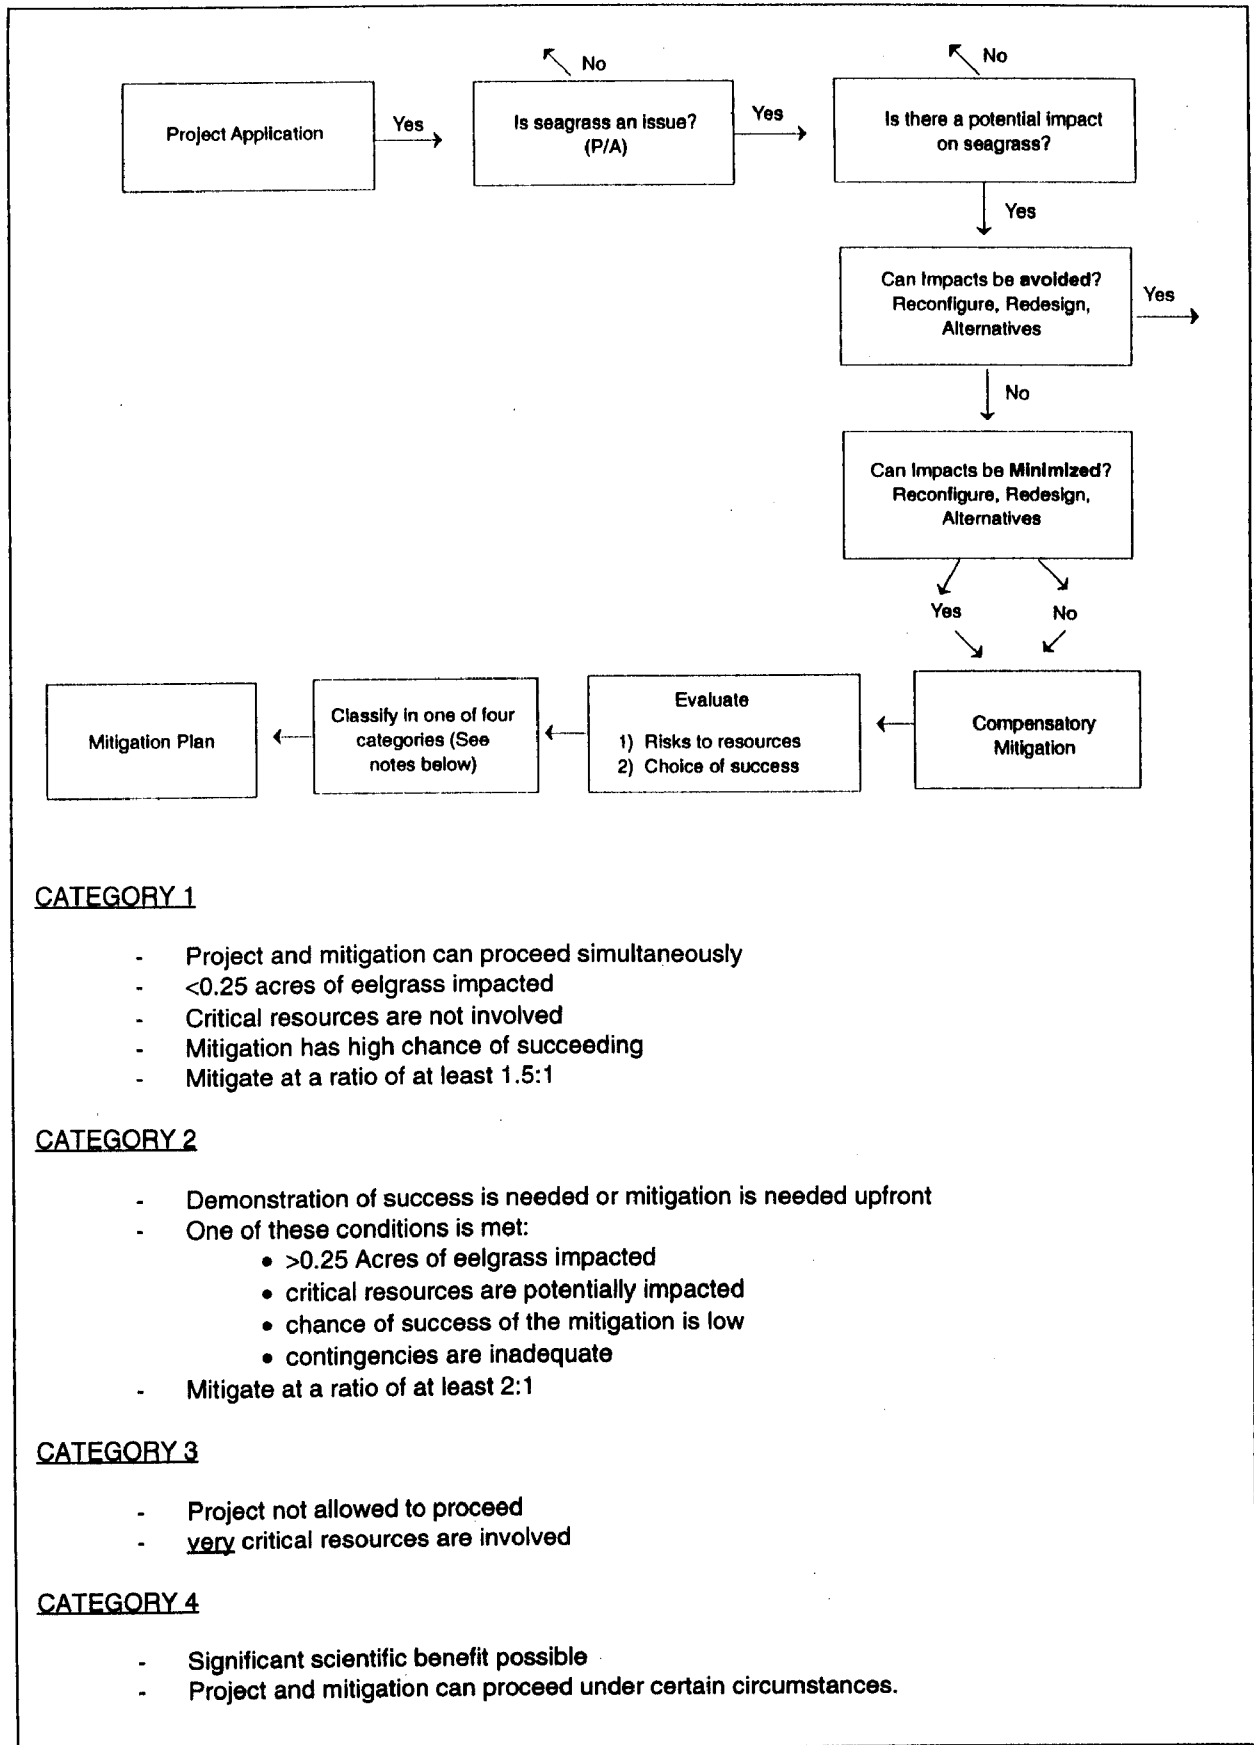 No
No
Project Application
Yes
Is seagrass an issue?
(P/A)
Yes
Is there a potential impact
on seagrass?
Yes
Can Impacts be avoided?
Reconfigure, Redesign,
Alternatives
Yes
No
Can Impacts be Minimized?
Reconfigure, Redesign,
Alternatives
Yes
No
Mitigation Plan
Classify in one of four
categories (See
notes below)
Evaluate
1) Risks to resources
2) Choice of success
Compensatory
Mitigation
CATEGORY 1
- Project and mitigation can proceed simultaneously
- <0.25 acres of eelgrass impacted
- Critical resources are not involved
- Mitigation has high chance of succeeding
- Mitigate at a ratio of at least 1.5:1
CATEGORY 2
- Demonstration of success is needed or mitigation is needed upfront
- One of these conditions is met:
• >0.25 Acres of eelgrass impacted
• critical resources are potentially impacted
• chance of success of the mitigation is low
• contingencies are inadequate
- Mitigate at a ratio of at least 2:1
CATEGORY 3
- Project not allowed to proceed
- very critical resources are involved
CATEGORY 4
- Significant scientific benefit possible
- Project and mitigation can proceed under certain circumstances.